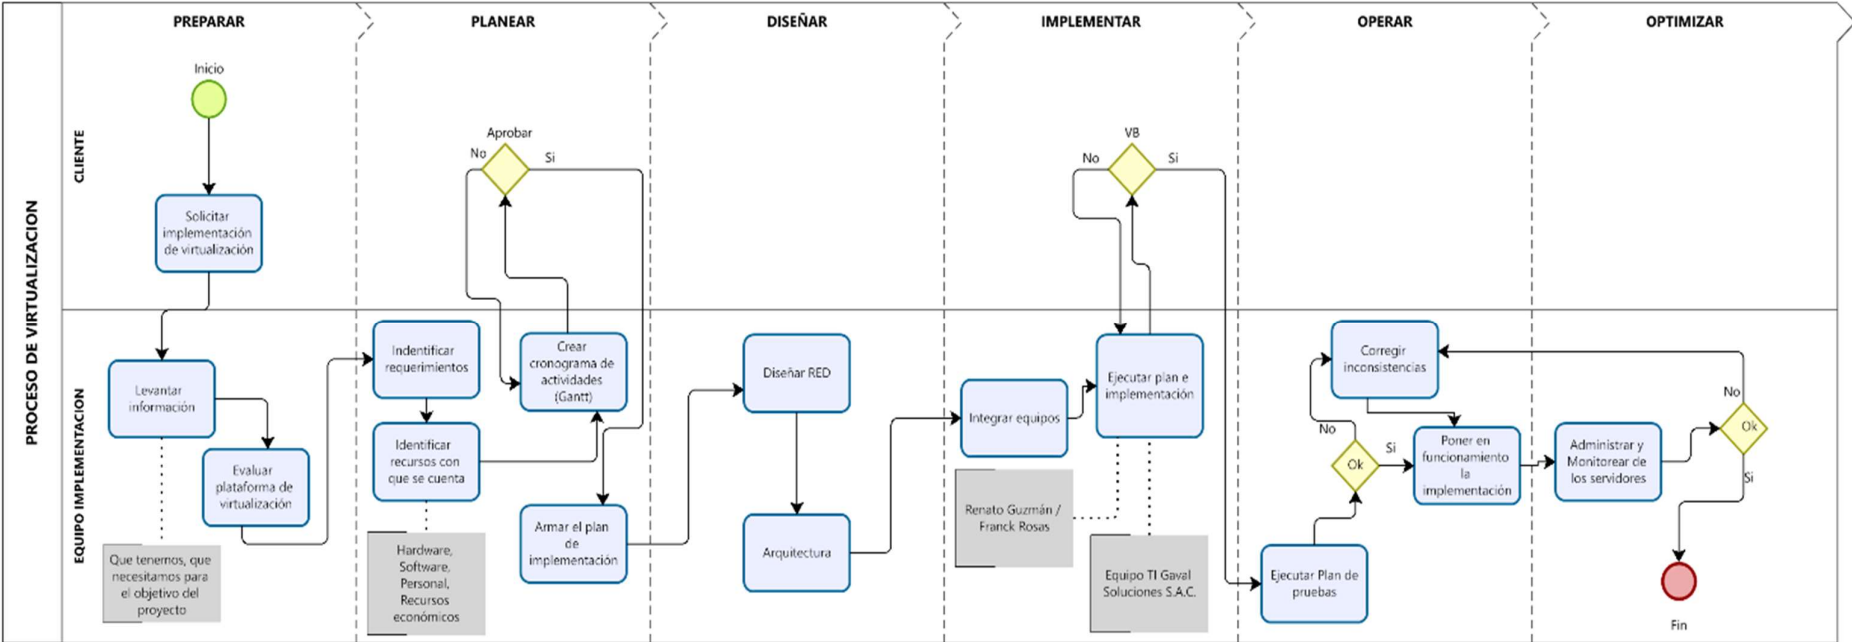 PREPARAR
PLANEAR
DISEÑAR
IMPLEMENTAR
OPERAR
OPTIMIZAR
PROCESO DE VIRTUALIZACION
CLIENTE
Inicio
Solicitar
implementación
de virtualización
Aprobar
No
Si
VB
No
Si
EQUIPO IMPLEMENTACION
Levantar
información
Evaluar
plataforma de
virtualización
Que tenemos, que
necesitamos para
el objetivo del
proyecto
Indentificar
requerimientos
Identificar
recursos con
que se cuenta
Hardware,
Software,
Personal,
Recursos
económicos
Crear
cronograma de
actividades
(Gantt)
Armar el plan
de
implementación
Diseñar RED
Arquitectura
Integrar equipos
Ejecutar plan e
implementación
Renato Guzmán /
Franck Rosas
Equipo TI Gaval
Soluciones S.A.C.
Corregir
inconsistencias
No
Ok
Si
Ejecutar Plan de
pruebas
Poner en
funcionamiento
la
implementación
Administrar y
Monitorear de
los servidores
No
Ok
Si
Fin